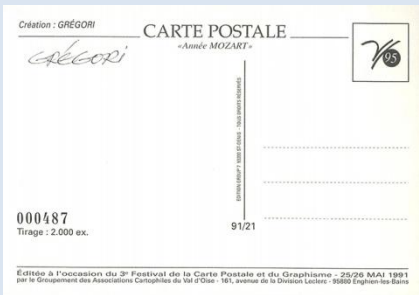 Création : GRÉGORI
CARTE POSTALE
«Année MOZART»
GRÉGORI
95
000487
Tirage : 2.000 ex.
91/21
Éditée à l'occasion du 3e Festival de la Carte Postale et du Graphisme - 25/26 MAI 1991
par le Groupement des Associations Cartophiles du Val d'Oise - 161, avenue de la Division Leclerc - 95880 Enghien-les-Bains